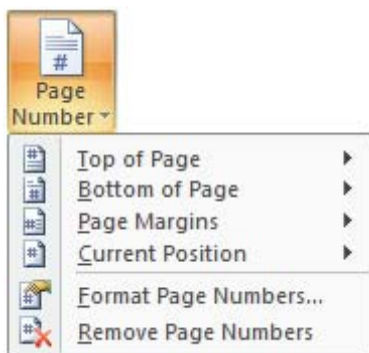 Page
Number
Top of Page
Bottom of Page
Page Margins
Current Position
Format Page Numbers...
Remove Page Numbers